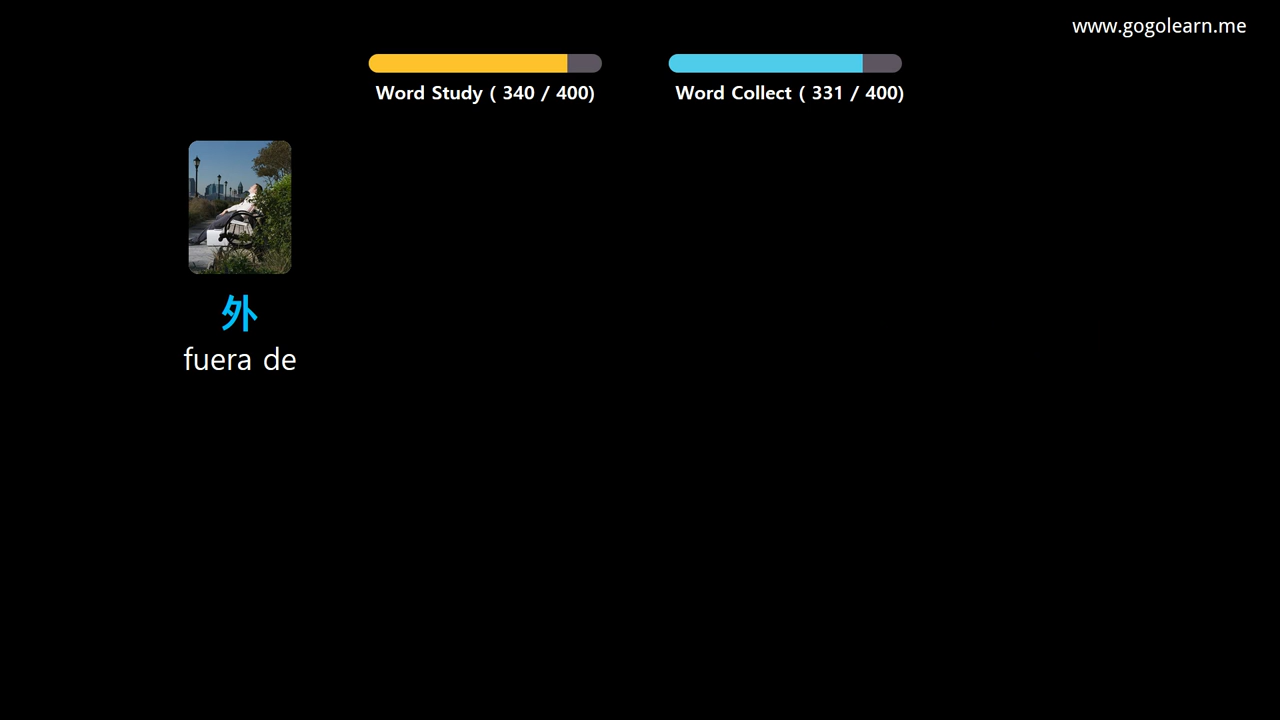 www.gogolearn.me
Word Study ( 340 / 400)
Word Collect ( 331 / 400)
外
fuera de